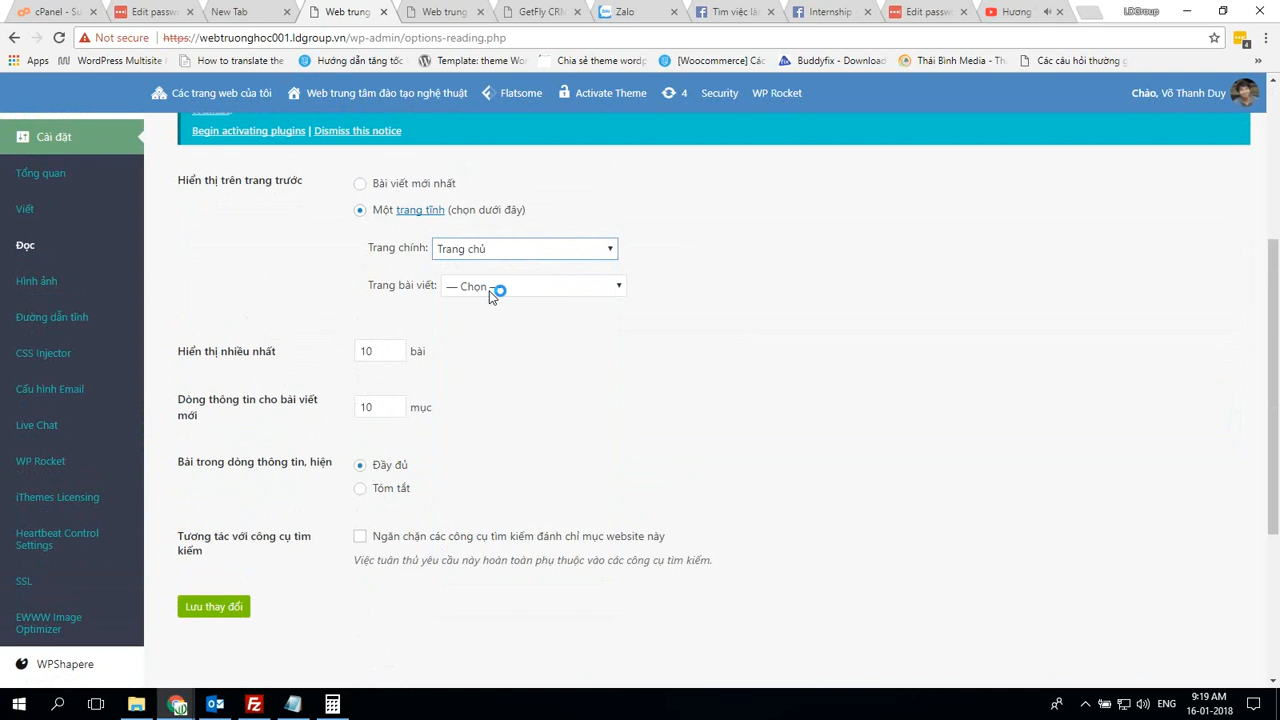 cPanel - Su
Edit passw
New Tab
Web trung
Web trung
GetFly CRM
Zalo
Tìm việc là
Internship
Edit passw
Hương
LDGroup
Not secure
https://webtruonghoc001.ldgroup.vn/wp-admin/options-reading.php
4
Apps
WordPress Multisite
How to translate the
Hướng dẫn tăng tốc
Template: theme Wo
Chia sẻ theme wordp
[Woocommerce] Các
Buddyfix - Download
Thái Bình Media - Th
Các câu hỏi thường g
Các trang web của tôi
Web trung tâm đào tạo nghệ thuật
Flatsome
Activate Theme
4
Security
WP Rocket
Chào, Võ Thanh Duy
Begin activating plugins | Dismiss this notice
Cài đặt
Tổng quan
Viết
Đọc
Hình ảnh
Đường dẫn tĩnh
CSS Injector
Cấu hình Email
Live Chat
WP Rocket
iThemes Licensing
Heartbeat Control
Settings
SSL
EWWW Image
Optimizer
WPShapere
Hiển thị trên trang trước
Bài viết mới nhất
Một trang tĩnh (chọn dưới đây)
Trang chính: Trang chủ
Trang bài viết: — Chọn —
Hiển thị nhiều nhất
10 bài
Dòng thông tin cho bài viết
mới
10 mục
Bài trong dòng thông tin, hiện
Đầy đủ
Tóm tắt
Tương tác với công cụ tìm
kiếm
Ngăn chặn các công cụ tìm kiếm đánh chỉ mục website này
Việc tuân thủ yêu cầu này hoàn toàn phụ thuộc vào các công cụ tìm kiếm.
Lưu thay đổi
ENG
9:19 AM
16-01-2018